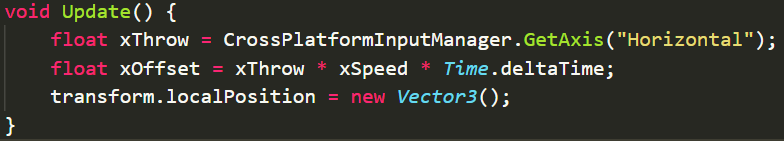 void Update() {
    float xThrow = CrossPlatformInputManager.GetAxis("Horizontal");
    float xOffset = xThrow * xSpeed * Time.deltaTime;
    transform.localPosition = new Vector3();
}